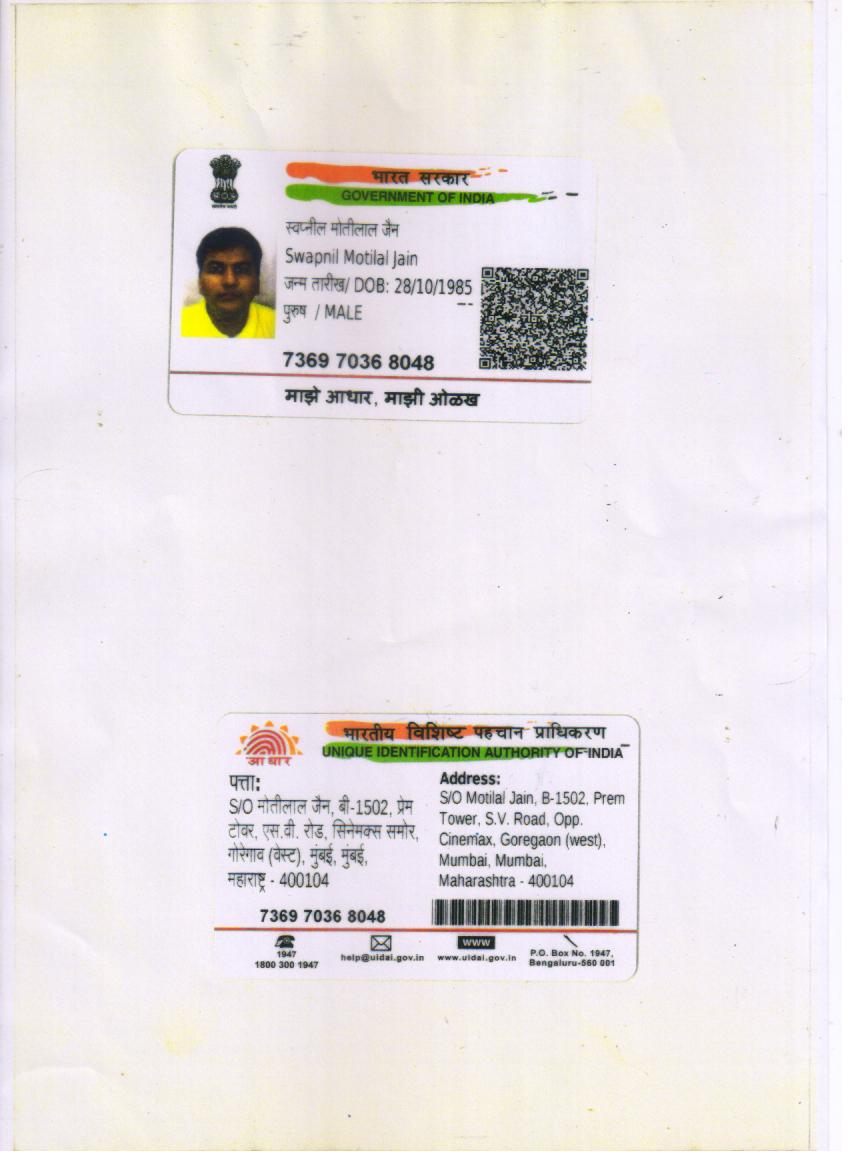 भारत सरकार
GOVERNMENT OF INDIA
स्वप्नील मोतीलाल जैन
Swapnil Motilal Jain
जन्म तारीख/ DOB: 28/10/1985
पुरुष / MALE
7369 7036 8048
माझे आधार, माझी ओळख
भारतीय विशिष्ट पहचान प्राधिकरण
UNIQUE IDENTIFICATION AUTHORITY OF INDIA
आधार
पत्ता:
S/O मोतीलाल जैन, बी-1502, प्रेम
टोवर, एस.वी. रोड, सिनेमक्स समोर,
गोरेगाव (वेस्ट), मुंबई, मुंबई,
महाराष्ट्र - 400104
Address:
S/O Motilal Jain, B-1502, Prem
Tower, S.V. Road, Opp.
Cinemax, Goregaon (west),
Mumbai, Mumbai,
Maharashtra - 400104
7369 7036 8048
1947
1800 300 1947
help@uidai.gov.in
WWW
www.uidai.gov.in
P.O. Box No. 1947,
Bengaluru-560 001